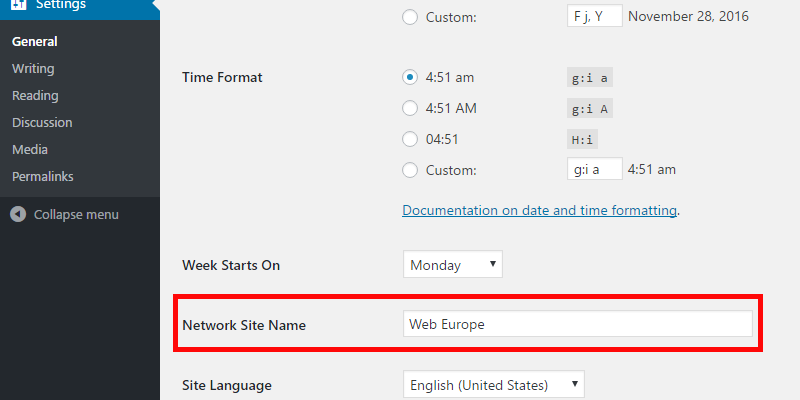 Settings
General
Writing
Reading
Discussion
Media
Permalinks
Collapse menu
Custom: F j, Y November 28, 2016
Time Format
4:51 am g:i a
4:51 AM g:i A
04:51 H:i
Custom: g:i a 4:51 am
Documentation on date and time formatting.
Week Starts On Monday
Network Site Name Web Europe
Site Language English (United States)